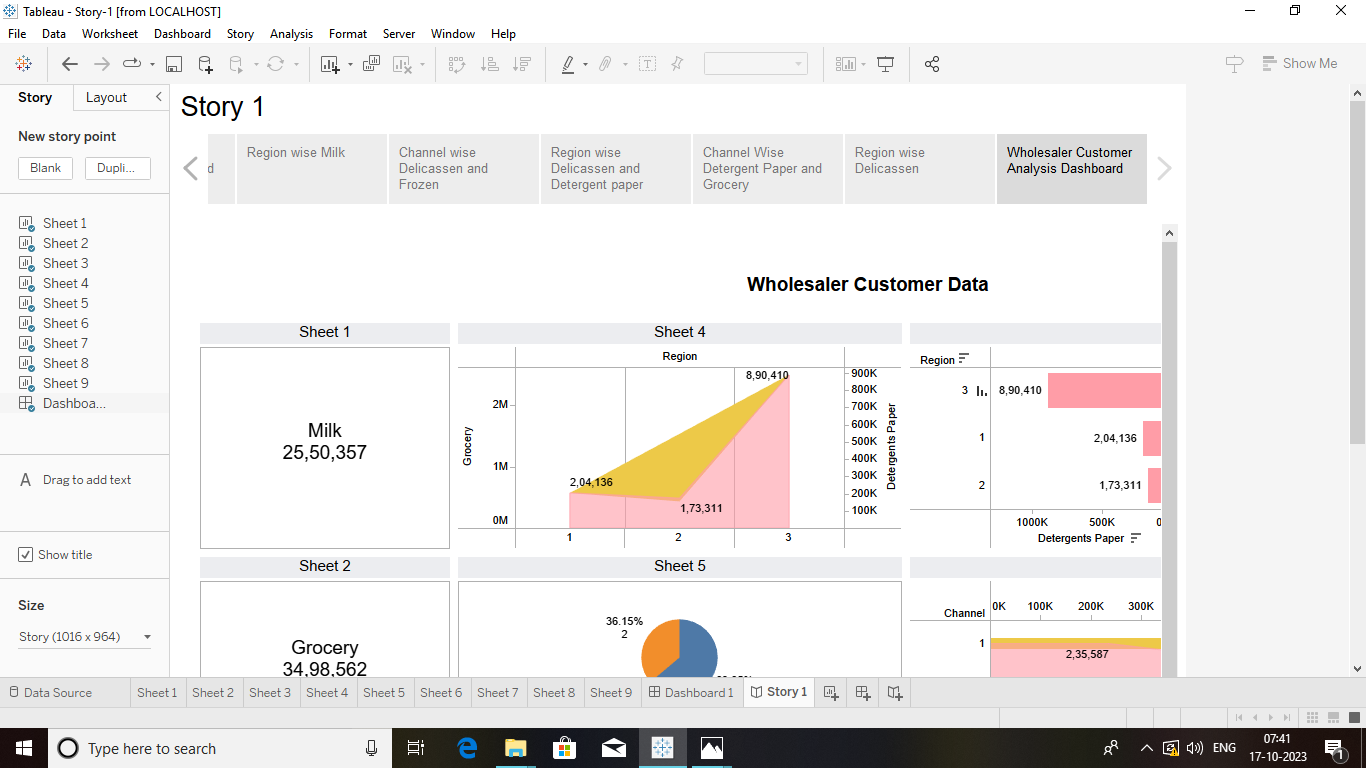 Tableau - Story-1 [from LOCALHOST]
File Data Worksheet Dashboard Story Analysis Format Server Window Help
Show Me
Story Layout
New story point
Blank Dupli...
Sheet 1
Sheet 2
Sheet 3
Sheet 4
Sheet 5
Sheet 6
Sheet 7
Sheet 8
Sheet 9
Dashboa...
A Drag to add text
Show title
Size
Story (1016 x 964)
Story 1
d
Region wise Milk
Channel wise
Delicassen and
Frozen
Region wise
Delicassen and
Detergent paper
Channel Wise
Detergent Paper and
Grocery
Region wise
Delicassen
Wholesaler Customer
Analysis Dashboard
Wholesaler Customer Data
Sheet 1
Milk
25,50,357
Sheet 4
Region
Grocery
2M
1M
0M
8,90,410
2,04,136
1,73,311
1 2 3
900K
800K
700K
600K
500K
400K
300K
200K
100K
Detergents Paper
Region
3 8,90,410
1 2,04,136
2 1,73,311
1000K 500K 0
Detergents Paper
Sheet 2
Grocery
34,98,562
Sheet 5
36.15%
2
Channel 0K 100K 200K 300K
1
2,35,587
Data Source Sheet 1 Sheet 2 Sheet 3 Sheet 4 Sheet 5 Sheet 6 Sheet 7 Sheet 8 Sheet 9 Dashboard 1 Story 1
Type here to search
ENG
07:41
17-10-2023
1